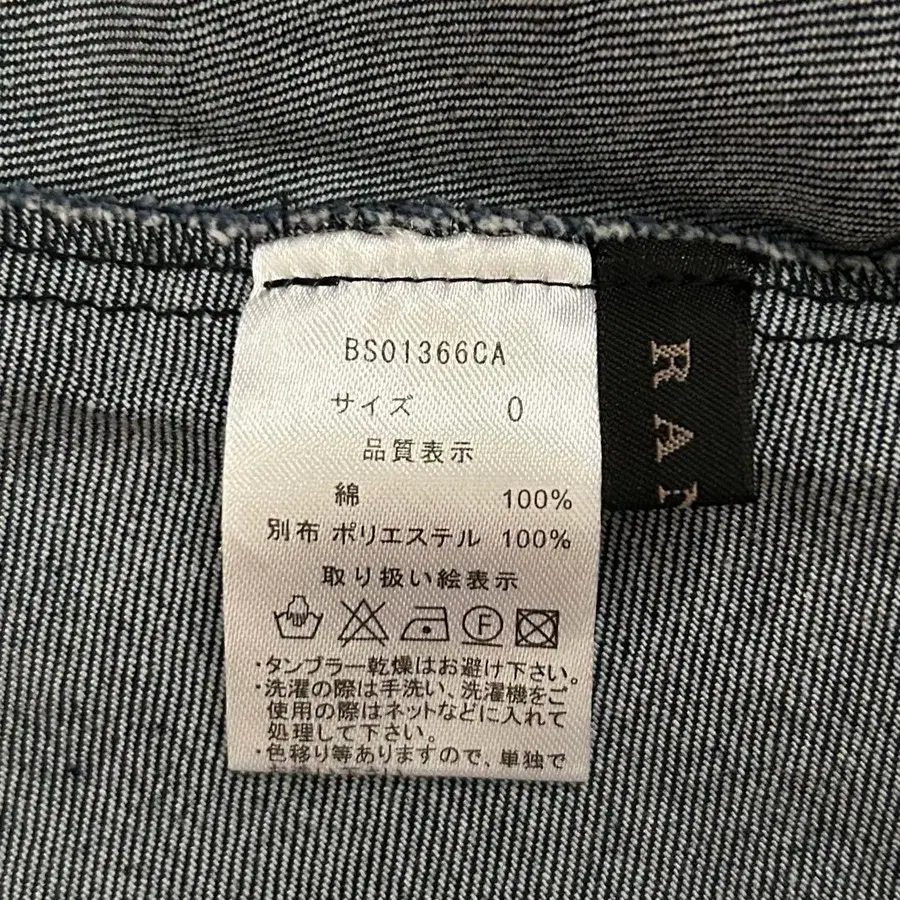 BS01366CA
サイズ 0
品質表示
綿 100%
別布 ポリエステル 100%
取り扱い絵表示
F
・タンブラー乾燥はお避け下さい。
・洗濯の際は手洗い、洗濯機をご
使用の際はネットなどに入れて
処理して下さい。
・色移り等ありますので、単独で
RAN